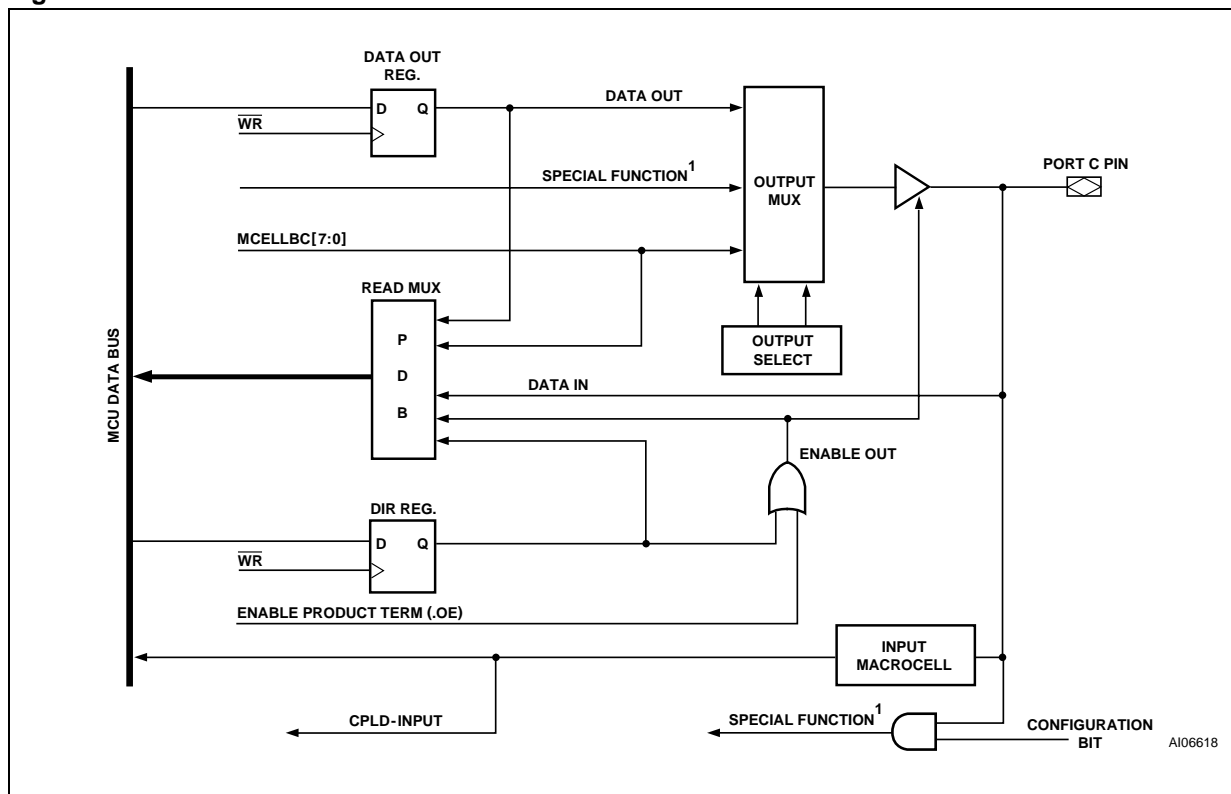 DATA OUT
REG.
D Q
WR
DATA OUT
SPECIAL FUNCTION1
MCELLBC[7:0]
OUTPUT
MUX
PORT C PIN
READ MUX
P
D
B
OUTPUT
SELECT
MCU DATA BUS
DATA IN
ENABLE OUT
DIR REG.
D Q
WR
ENABLE PRODUCT TERM (.OE)
INPUT
MACROCELL
CPLD-INPUT
SPECIAL FUNCTION1
CONFIGURATION
BIT
AI06618